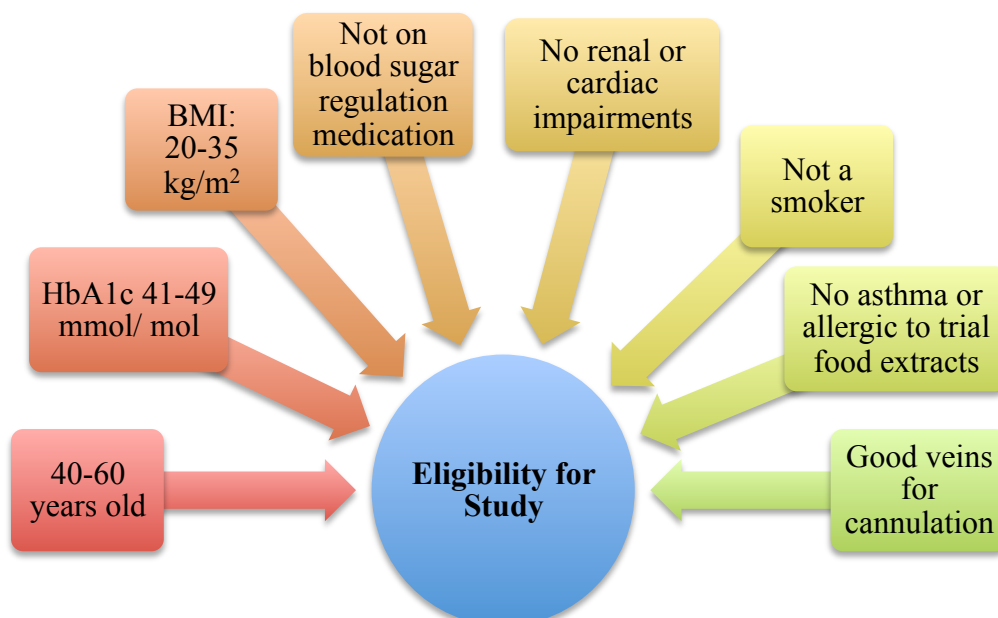 40-60
years old
HbA1c 41-49
mmol/ mol
BMI:
20-35
kg/m²
Not on
blood sugar
regulation
medication
No renal or
cardiac
impairments
Not a
smoker
No asthma or
allergic to trial
food extracts
Good veins
for
cannulation
Eligibility for
Study